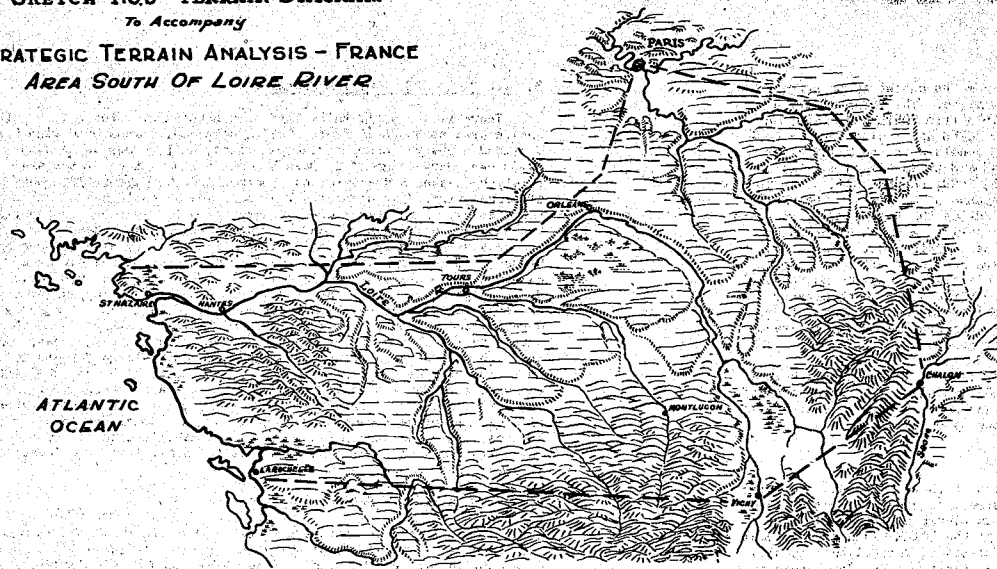 To Accompany
RATEGIC TERRAIN ANALYSIS - FRANCE
AREA SOUTH OF LOIRE RIVER
PARIS
ORLEANS
TOURS
LOIRE
ST NAZAIRE
NANTES
CHALON
ATLANTIC
OCEAN
MONTLUCON
LA ROCHELLE
VICHY